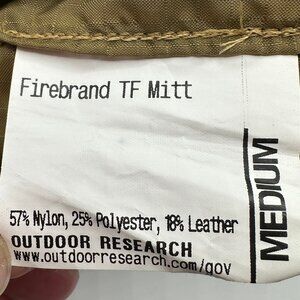 Firebrand TF Mitt
57% Nylon, 25% Polyester, 18% Leather
OUTDOOR RESEARCH
www.outdoorresearch.com/gov
MEDIUM